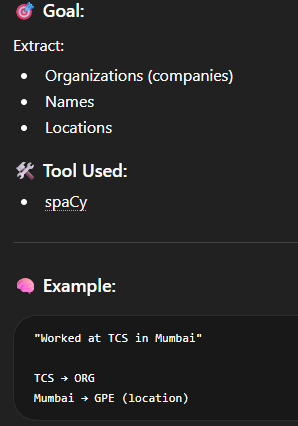 🎯 Goal:
Extract:
• Organizations (companies)
• Names
• Locations
🛠️ Tool Used:
• spaCy
🧠 Example:
"Worked at TCS in Mumbai"
TCS → ORG
Mumbai → GPE (location)